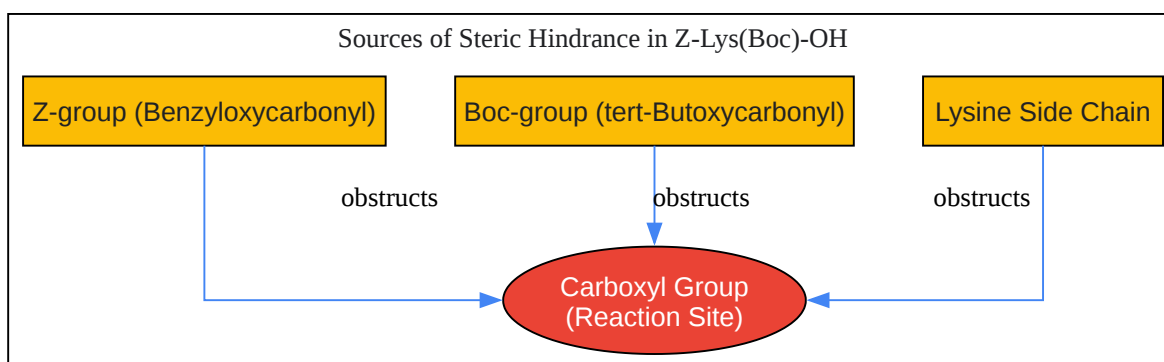 Sources of Steric Hindrance in Z-Lys(Boc)-OH
Z-group (Benzyloxycarbonyl)
Boc-group (tert-Butoxycarbonyl)
Lysine Side Chain
obstructs
obstructs
obstructs
Carboxyl Group
(Reaction Site)